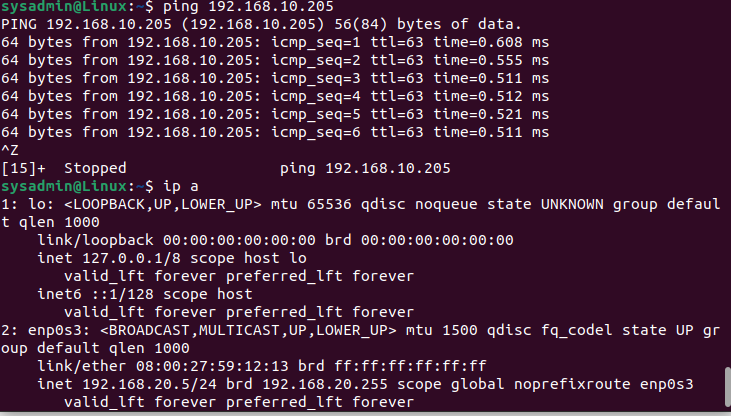 sysadmin@Linux:~$ ping 192.168.10.205
PING 192.168.10.205 (192.168.10.205) 56(84) bytes of data.
64 bytes from 192.168.10.205: icmp_seq=1 ttl=63 time=0.608 ms
64 bytes from 192.168.10.205: icmp_seq=2 ttl=63 time=0.555 ms
64 bytes from 192.168.10.205: icmp_seq=3 ttl=63 time=0.511 ms
64 bytes from 192.168.10.205: icmp_seq=4 ttl=63 time=0.512 ms
64 bytes from 192.168.10.205: icmp_seq=5 ttl=63 time=0.521 ms
64 bytes from 192.168.10.205: icmp_seq=6 ttl=63 time=0.511 ms
^Z
[15]+  Stopped                 ping 192.168.10.205
sysadmin@Linux:~$ ip a
1: lo: <LOOPBACK,UP,LOWER_UP> mtu 65536 qdisc noqueue state UNKNOWN group defaul
t qlen 1000
    link/loopback 00:00:00:00:00:00 brd 00:00:00:00:00:00
    inet 127.0.0.1/8 scope host lo
       valid_lft forever preferred_lft forever
    inet6 ::1/128 scope host
       valid_lft forever preferred_lft forever
2: enp0s3: <BROADCAST,MULTICAST,UP,LOWER_UP> mtu 1500 qdisc fq_codel state UP gr
oup default qlen 1000
    link/ether 08:00:27:59:12:13 brd ff:ff:ff:ff:ff:ff
    inet 192.168.20.5/24 brd 192.168.20.255 scope global noprefixroute enp0s3
       valid_lft forever preferred_lft forever